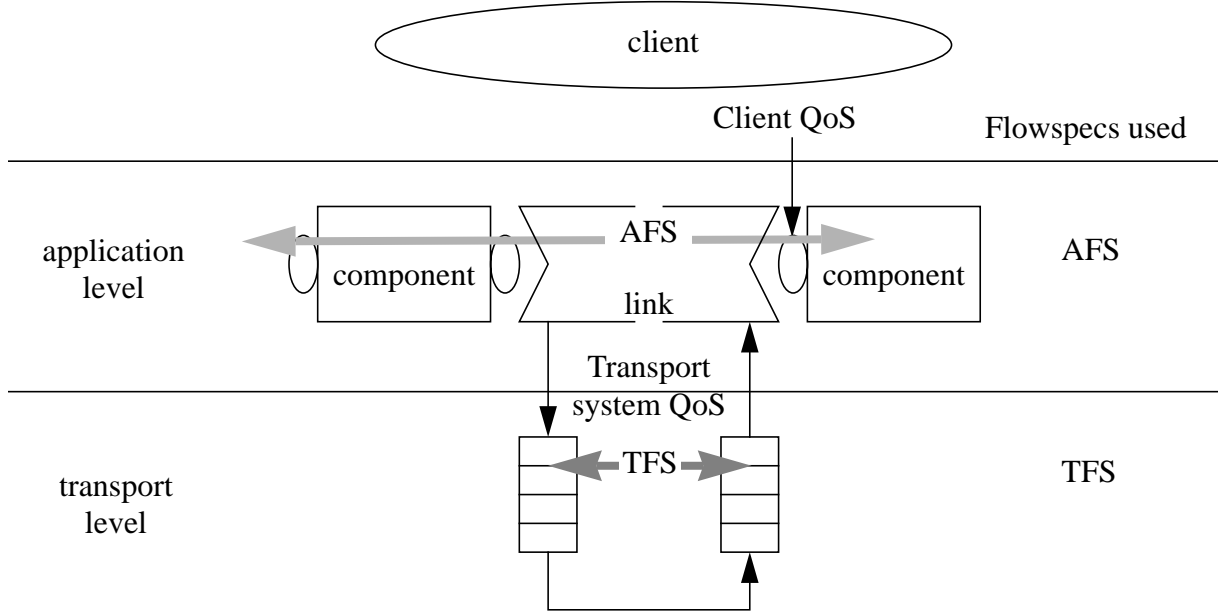 client
Client QoS
Flowspecs used
application
level
component
AFS
link
component
AFS
Transport
system QoS
transport
level
TFS
TFS